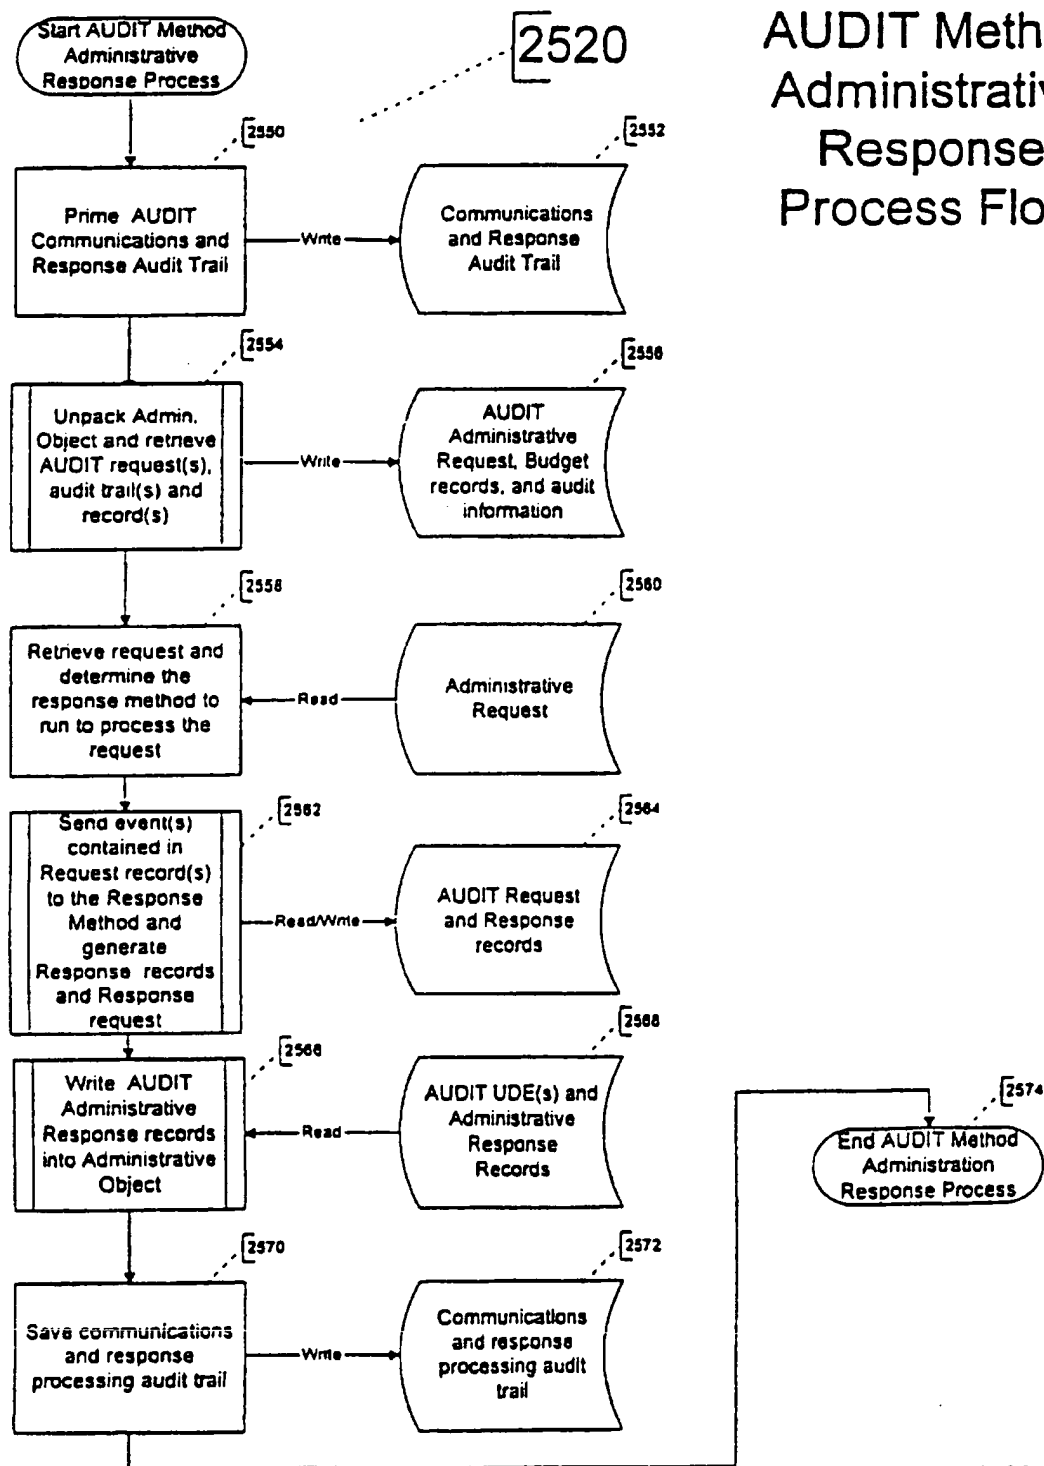 Start AUDIT Method
Administrative
Response Process
2520
AUDIT Meth
Administrativ
Response
Process Flo
2550
Prime AUDIT
Communications and
Response Audit Trail
Write
2552
Communications
and Response
Audit Trail
2554
Unpack Admin.
Object and retrieve
AUDIT request(s),
audit trail(s) and
record(s)
Write
2556
AUDIT
Administrative
Request, Budget
records, and audit
information
2558
Retrieve request and
determine the
response method to
run to process the
request
Read
2560
Administrative
Request
2562
Send event(s)
contained in
Request record(s)
to the Response
Method and
generate
Response records
and Response
request
Read/Write
2564
AUDIT Request
and Response
records
2566
Write AUDIT
Administrative
Response records
into Administrative
Object
Read
2568
AUDIT UDE(s) and
Administrative
Response
Records
2570
Save communications
and response
processing audit trail
Write
2572
Communications
and response
processing audit
trail
2574
End AUDIT Method
Administration
Response Process